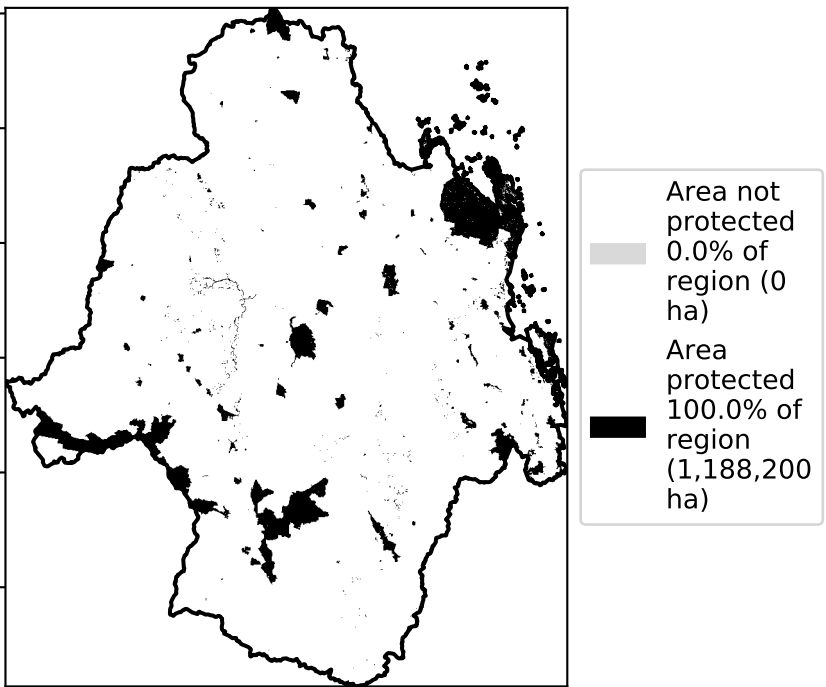 Area not
protected
0.0% of
region (0
ha)
Area
protected
100.0% of
region
(1,188,200
ha)